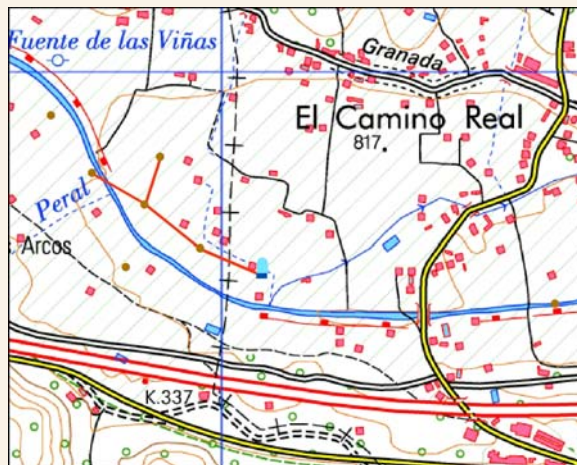 Fuente de las Viñas
Granada
El Camino Real
817
Peral
Arcos
K.337